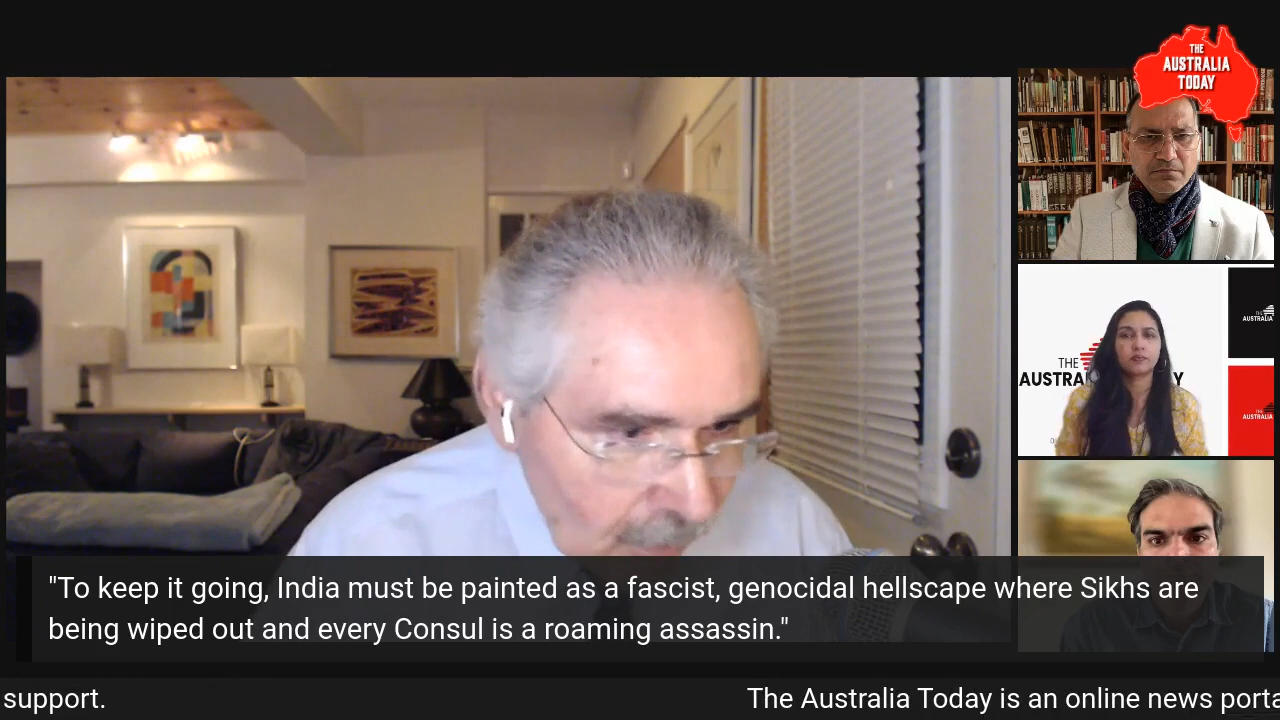 THE
AUSTRALIA
TODAY
THE
AUSTRALIA
AUSTRALIA
"To keep it going, India must be painted as a fascist, genocidal hellscape where Sikhs are
being wiped out and every Consul is a roaming assassin."
support.
The Australia Today is an online news porta